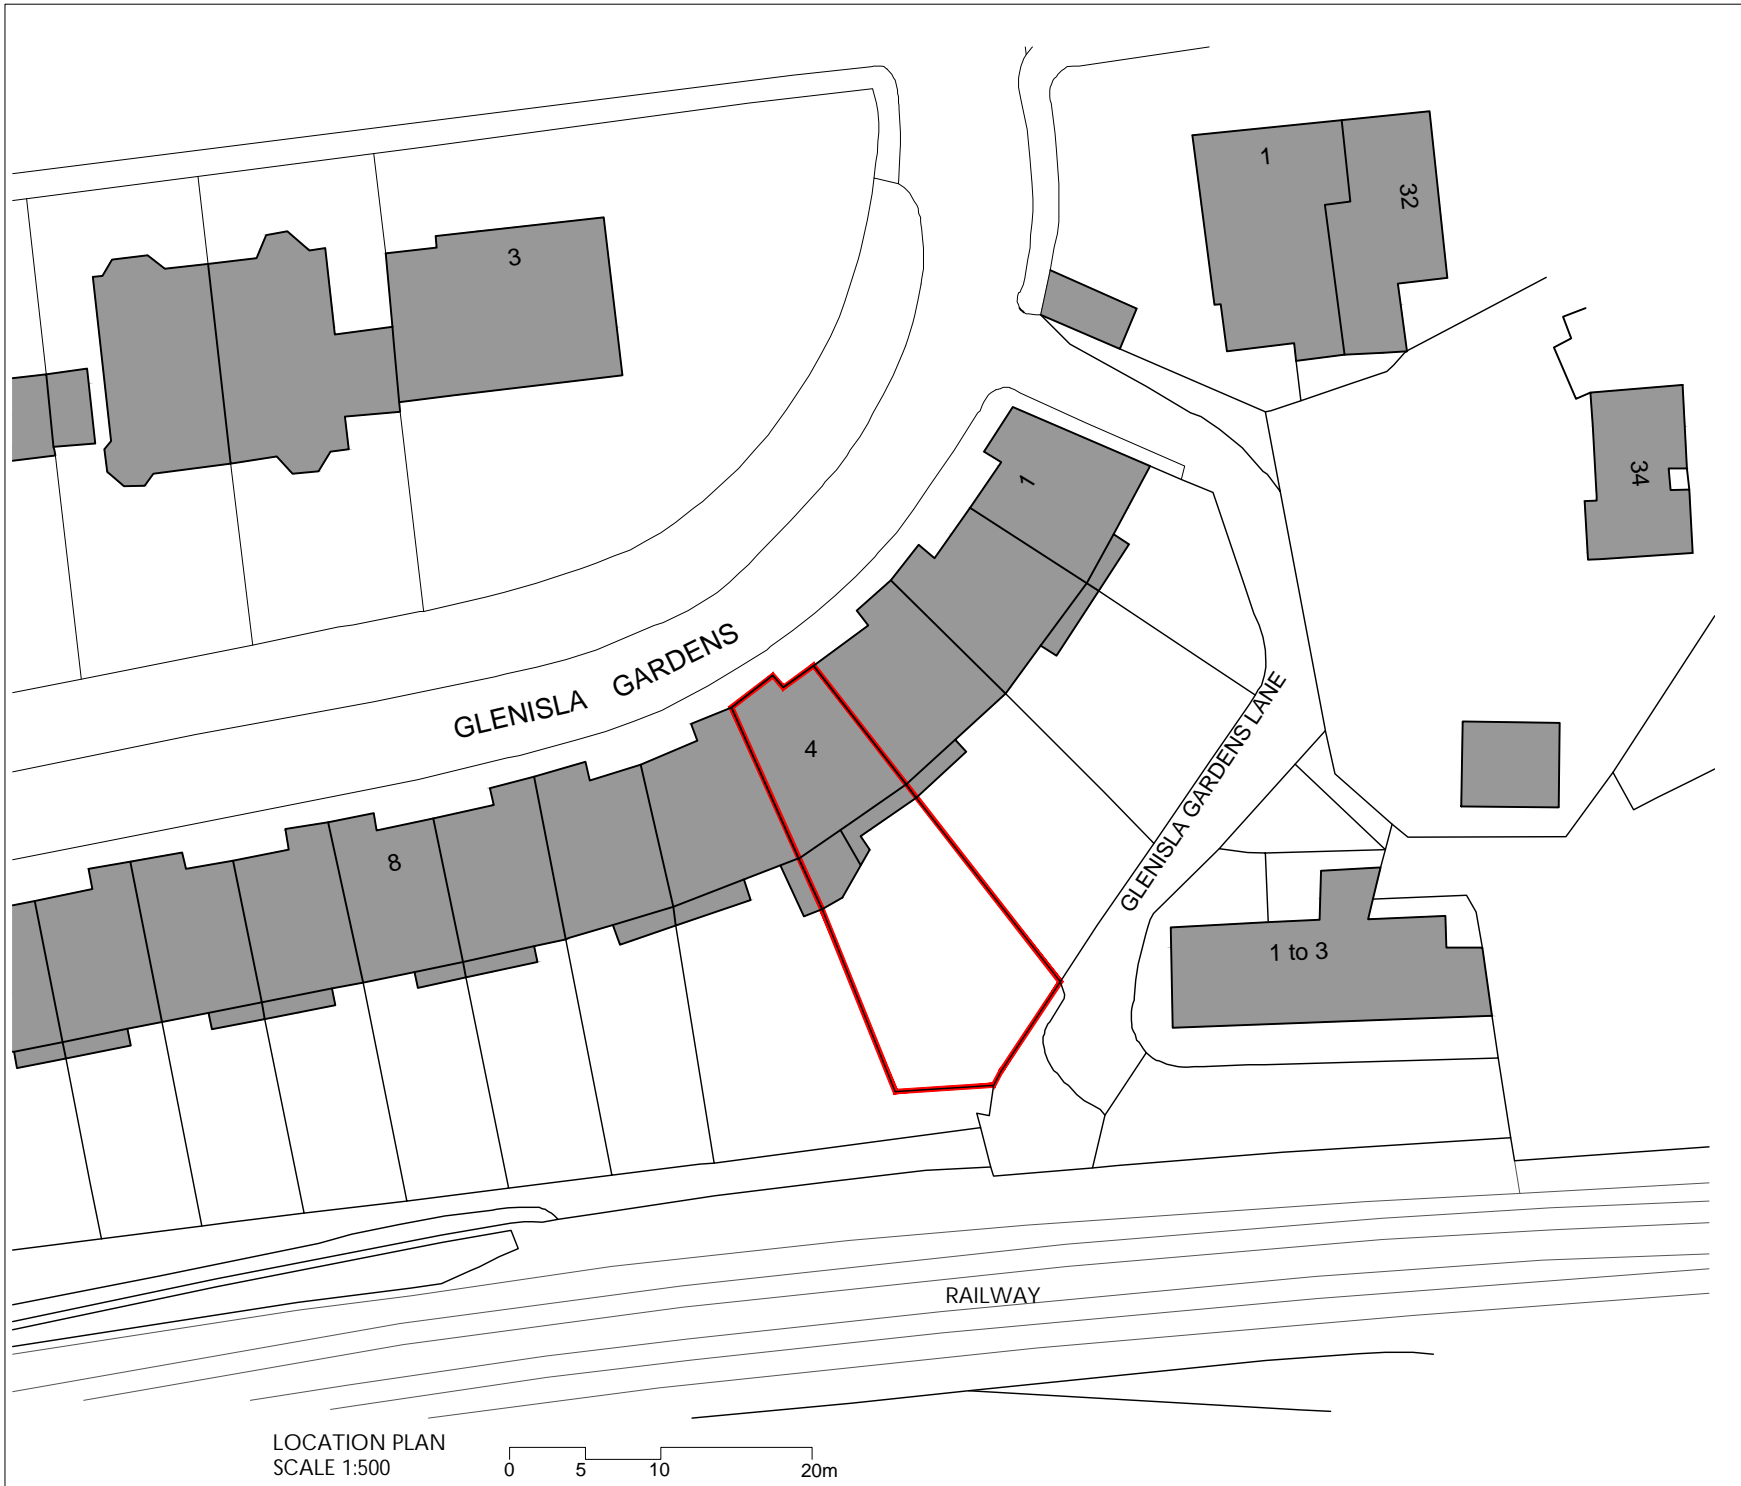 1
32
3
1
34
GLENISLA GARDENS
4
GLENISLA GARDENS LANE
8
1 to 3
RAILWAY
LOCATION PLAN
SCALE 1:500
0 5 10 20m